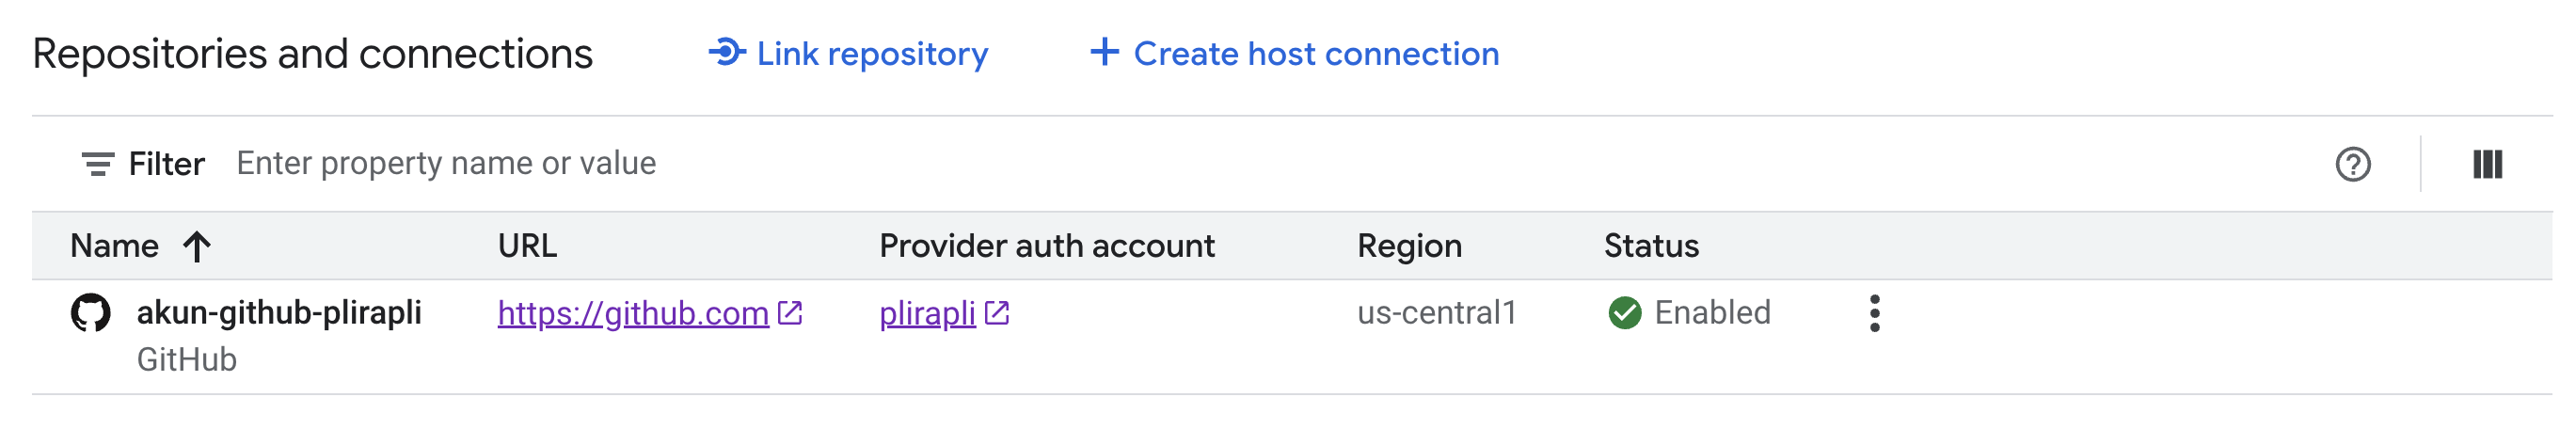 Repositories and connections Link repository Create host connection
Filter Enter property name or value
Name URL Provider auth account Region Status
akun-github-plirapli https://github.com plirapli us-central1 Enabled
GitHub